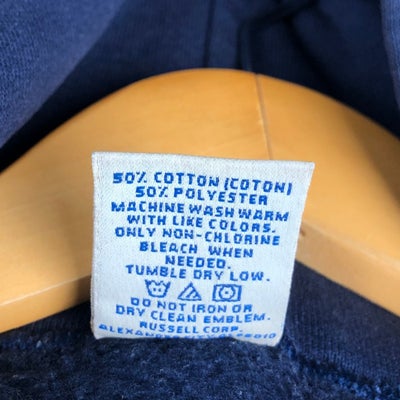 50% COTTON (COTON)
50% POLYESTER
MACHINE WASH WARM
WITH LIKE COLORS.
ONLY NON-CHLORINE
BLEACH WHEN
NEEDED.
TUMBLE DRY LOW.
DO NOT IRON OR
DRY CLEAN EMBLEM.
RUSSELL CORP.